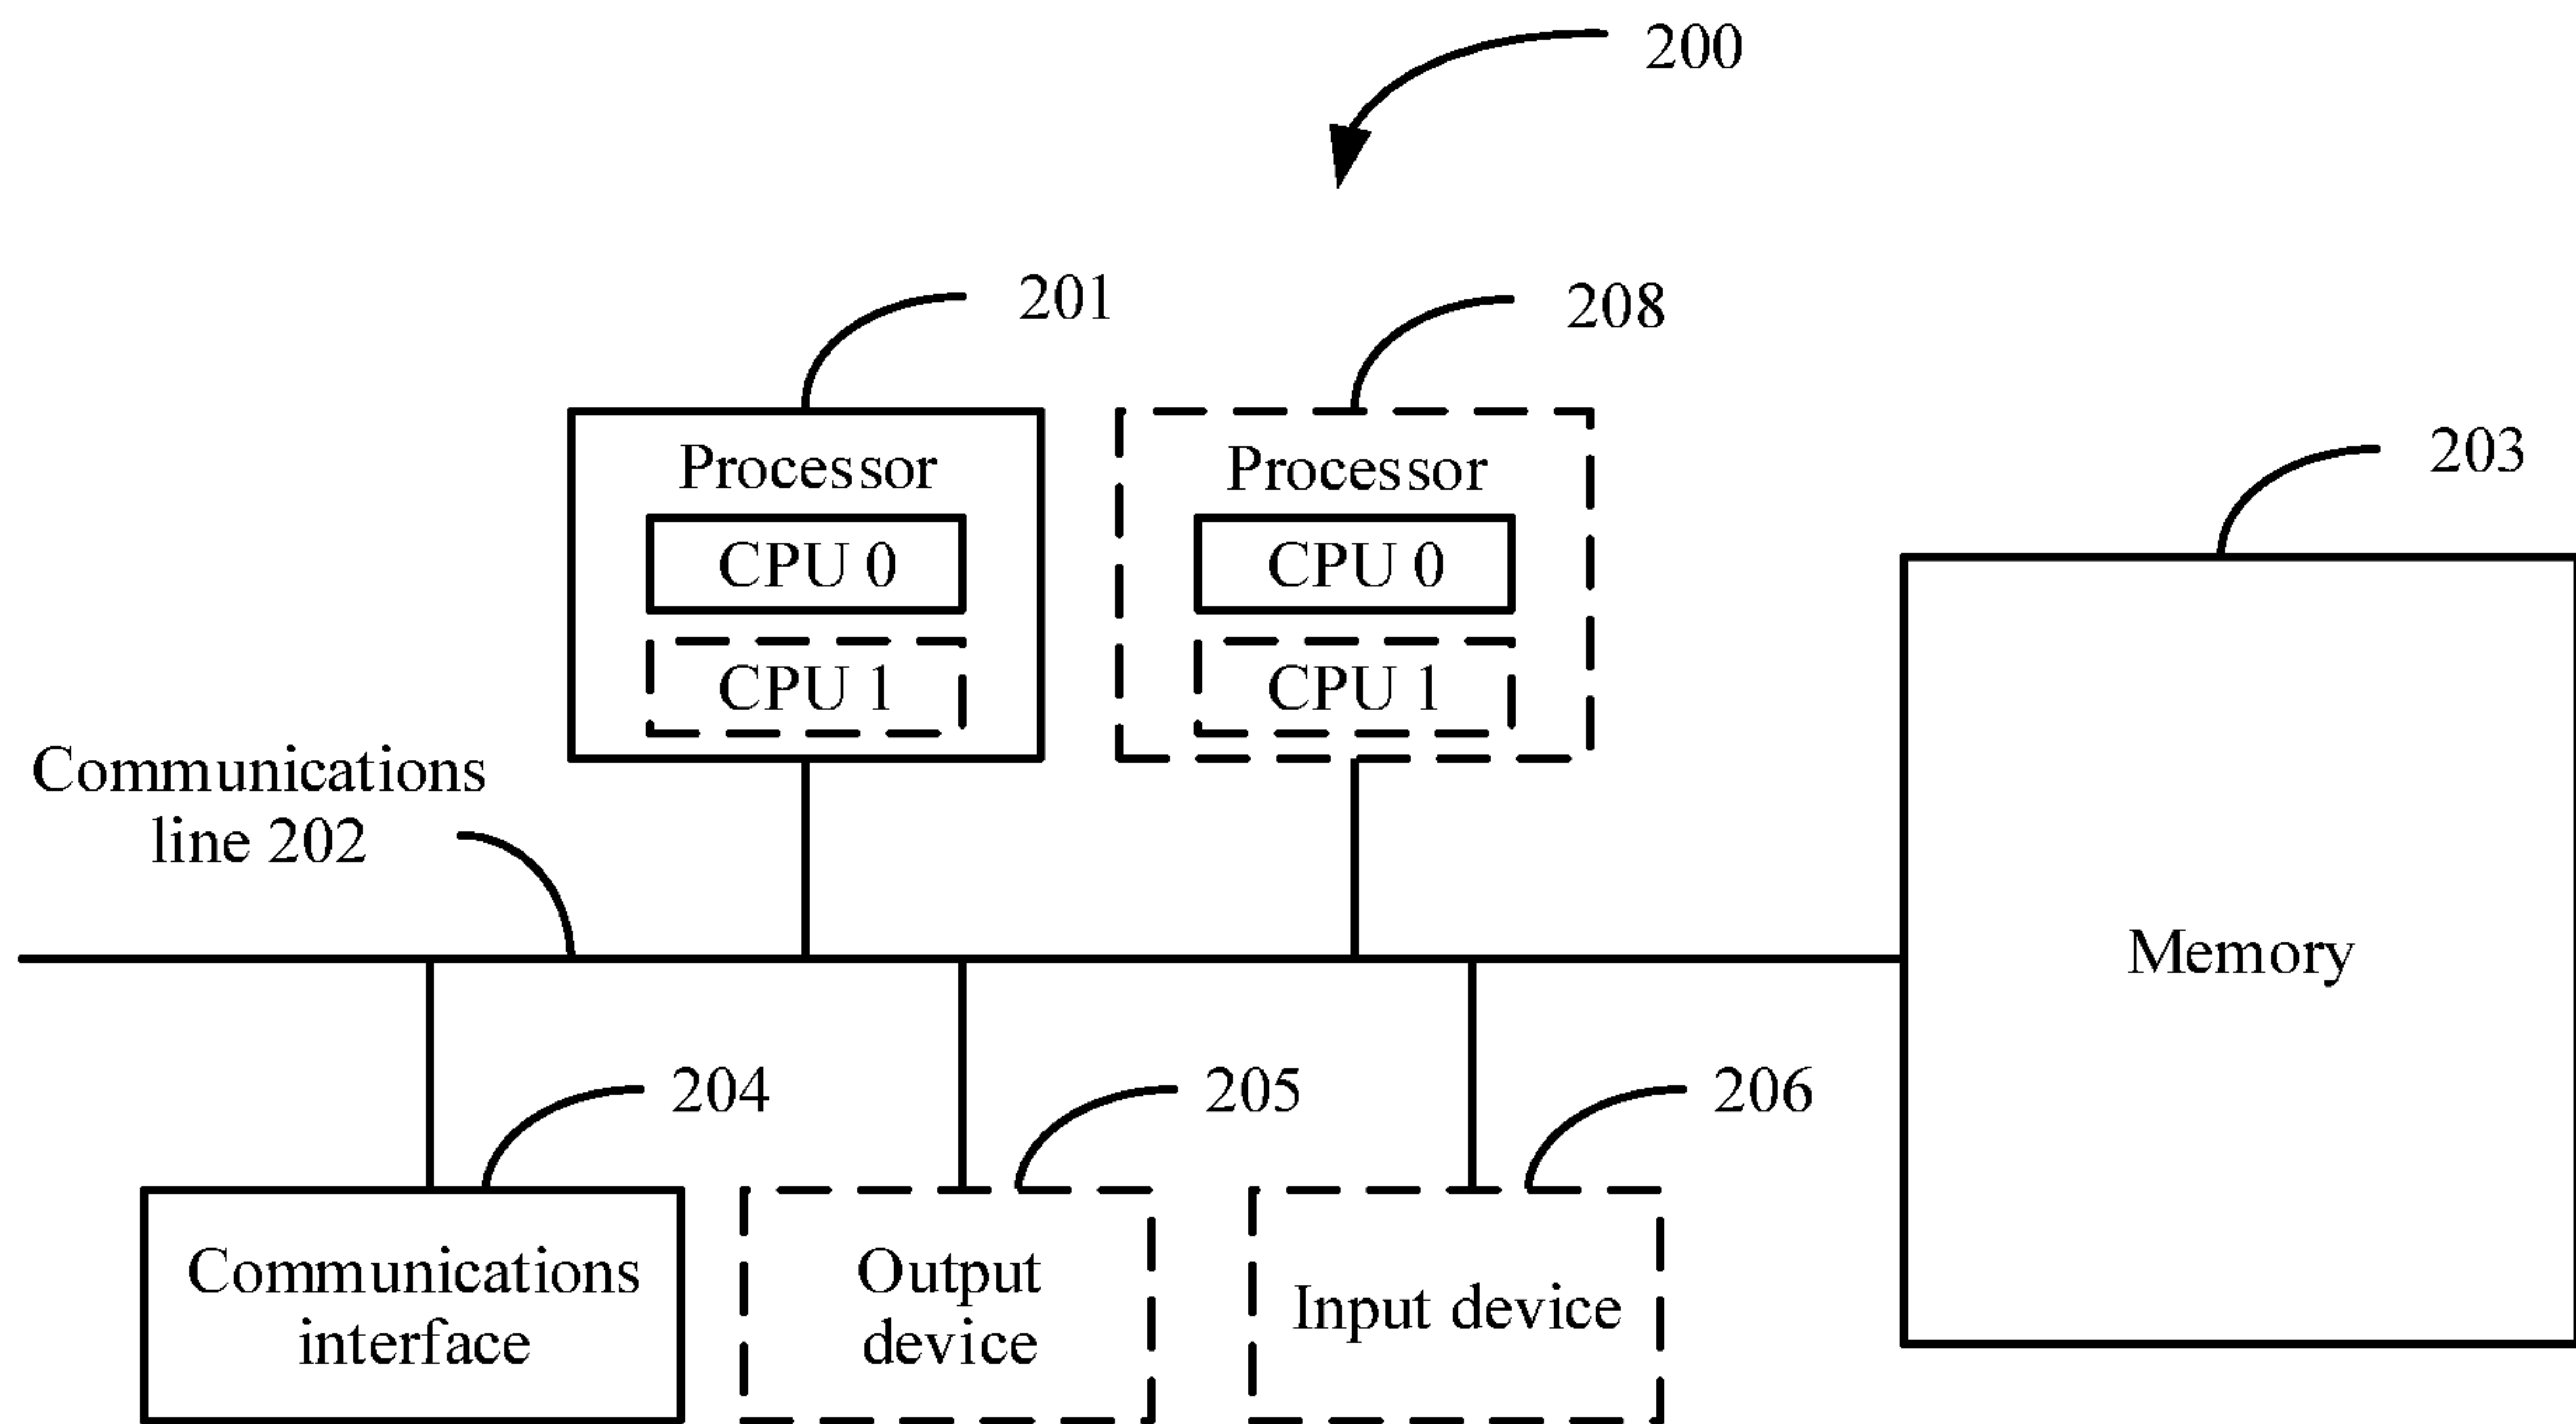 200
201
208
203
Processor
CPU 0
CPU 1
Processor
CPU 0
CPU 1
Communications
line 202
Memory
204
205
206
Communications
interface
Output
device
Input device